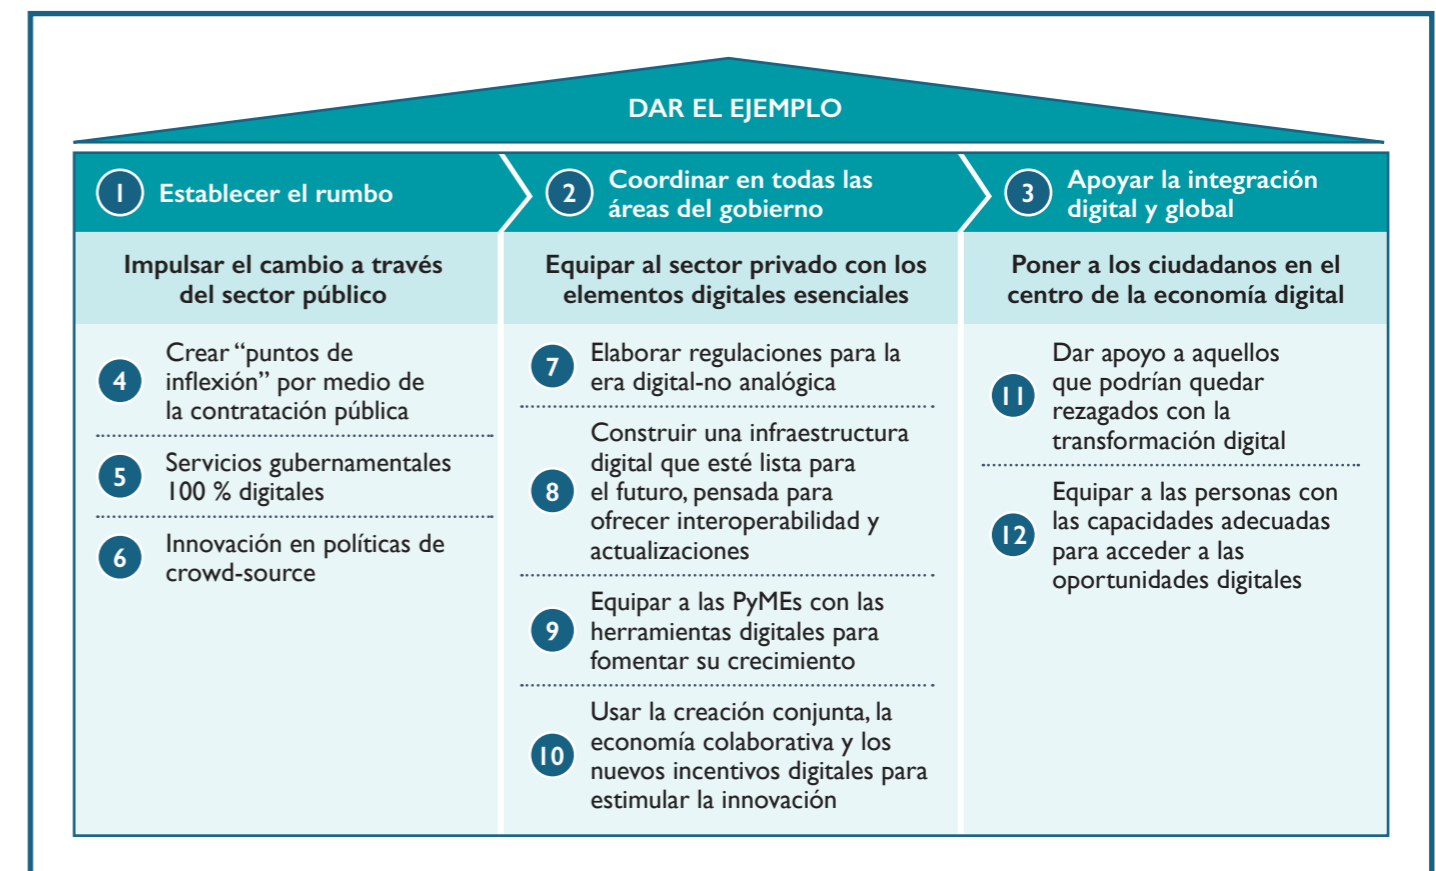 DAR EL EJEMPLO
1 Establecer el rumbo
2 Coordinar en todas las
áreas del gobierno
3 Apoyar la integración
digital y global
Impulsar el cambio a través
del sector público
4 Crear “puntos de
inflexión” por medio de
la contratación pública
5 Servicios gubernamentales
100 % digitales
6 Innovación en políticas de
crowd-source
Equipar al sector privado con los
elementos digitales esenciales
7 Elaborar regulaciones para la
era digital-no analógica
8 Construir una infraestructura
digital que esté lista para
el futuro, pensada para
ofrecer interoperabilidad y
actualizaciones
9 Equipar a las PyMEs con las
herramientas digitales para
fomentar su crecimiento
10 Usar la creación conjunta, la
economía colaborativa y los
nuevos incentivos digitales para
estimular la innovación
Poner a los ciudadanos en el
centro de la economía digital
11 Dar apoyo a aquellos
que podrían quedar
rezagados con la
transformación digital
12 Equipar a las personas con
las capacidades adecuadas
para acceder a las
oportunidades digitales